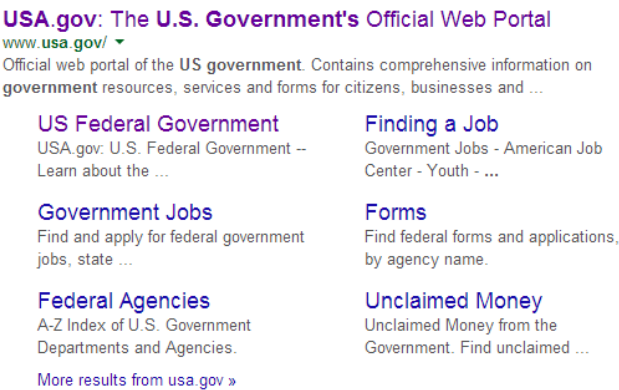 USA.gov: The U.S. Government's Official Web Portal
www.usa.gov/
Official web portal of the US government. Contains comprehensive information on
government resources, services and forms for citizens, businesses and ...
US Federal Government
USA.gov: U.S. Federal Government --
Learn about the ...
Finding a Job
Government Jobs - American Job
Center - Youth - ...
Government Jobs
Find and apply for federal government
jobs, state ...
Forms
Find federal forms and applications,
by agency name.
Federal Agencies
A-Z Index of U.S. Government
Departments and Agencies.
Unclaimed Money
Unclaimed Money from the
Government. Find unclaimed ...
More results from usa.gov »